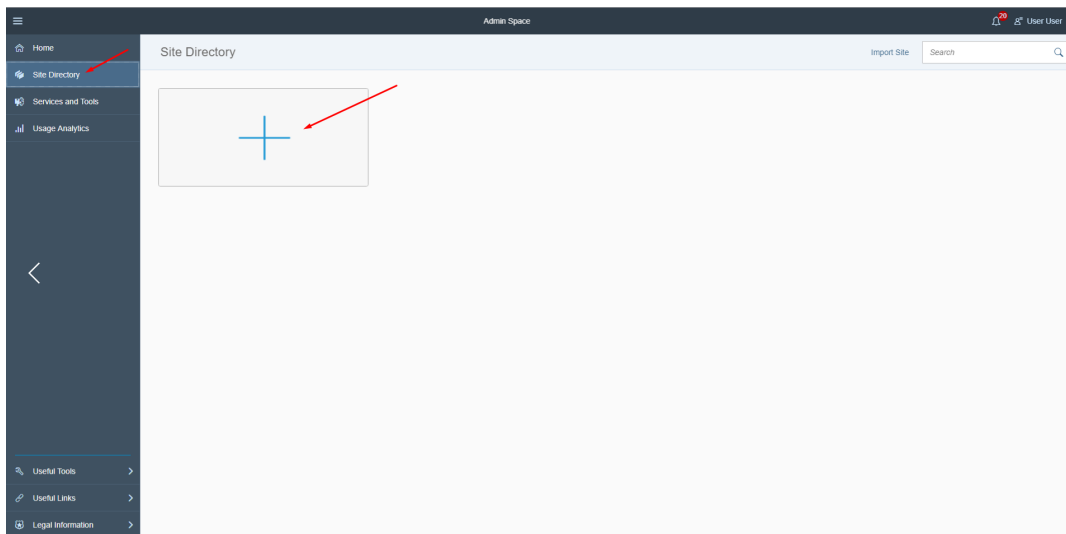 Admin Space
20
User User
Home
Site Directory
Services and Tools
Usage Analytics
Useful Tools
Useful Links
Legal Information
Site Directory
Import Site
Search